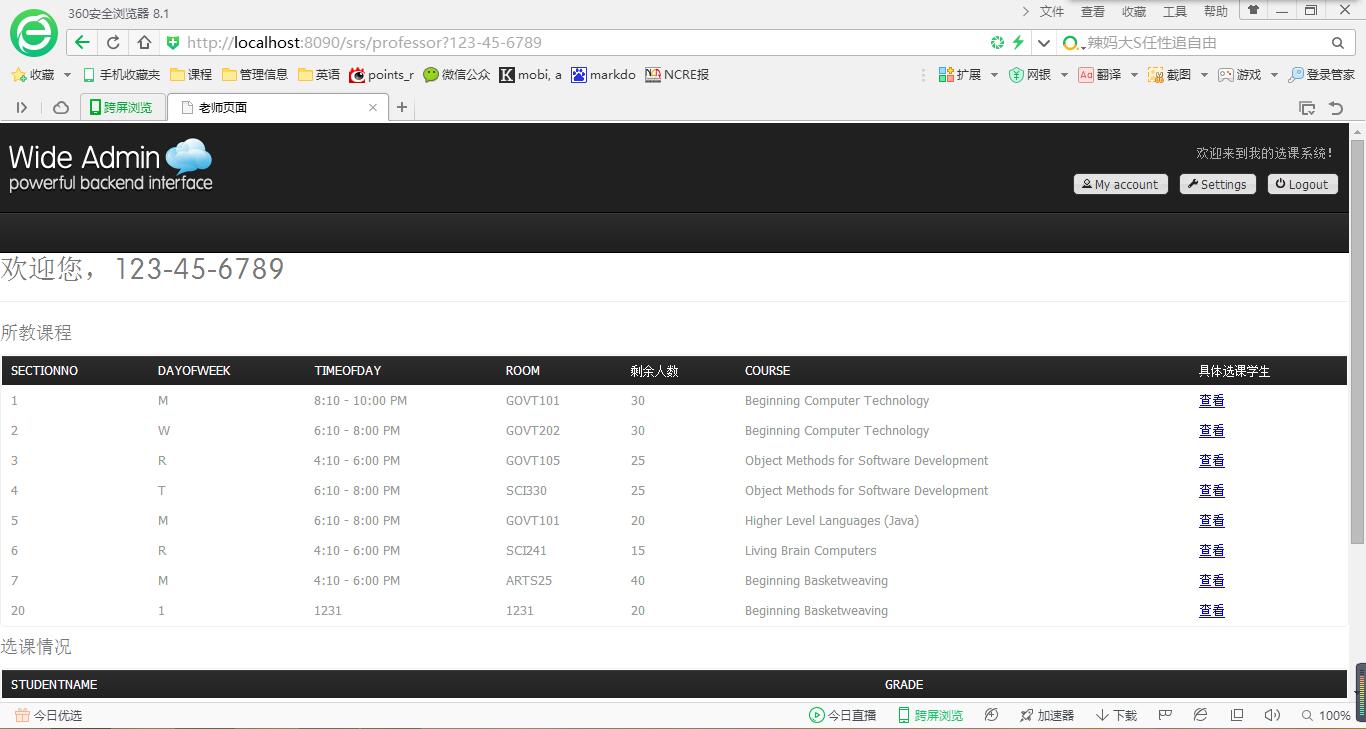 360安全浏览器 8.1 文件 查看 收藏 工具 帮助
http://localhost:8090/srs/professor?123-45-6789 辣妈大S任性追自由
收藏 手机收藏夹 课程 管理信息 英语 points_r 微信公众 mobi, a markdo NCRE报 扩展 网银 翻译 截图 游戏 登录管家
跨屏浏览 老师页面
Wide Admin
powerful backend interface
欢迎来到我的选课系统!
My account Settings Logout
欢迎您，123-45-6789
所教课程
SECTIONNO DAYOFWEEK TIMEOFDAY ROOM 剩余人数 COURSE 具体选课学生
1 M 8:10 - 10:00 PM GOVT101 30 Beginning Computer Technology 查看
2 W 6:10 - 8:00 PM GOVT202 30 Beginning Computer Technology 查看
3 R 4:10 - 6:00 PM GOVT105 25 Object Methods for Software Development 查看
4 T 6:10 - 8:00 PM SCI330 25 Object Methods for Software Development 查看
5 M 6:10 - 8:00 PM GOVT101 20 Higher Level Languages (Java) 查看
6 R 4:10 - 6:00 PM SCI241 15 Living Brain Computers 查看
7 M 4:10 - 6:00 PM ARTS25 40 Beginning Basketweaving 查看
20 1 1231 1231 20 Beginning Basketweaving 查看
选课情况
STUDENTNAME GRADE
今日优选 今日直播 跨屏浏览 加速器 下载 100%